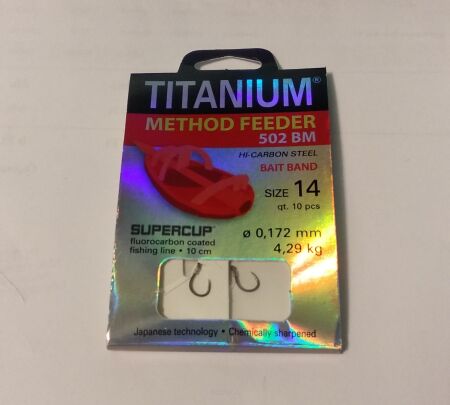 TITANIUM®
METHOD FEEDER
502 BM
HI-CARBON STEEL
BAIT BAND
SIZE 14
qt. 10 pcs
SUPERCUP
fluorocarbon coated
fishing line • 10 cm
ø 0,172 mm
4,29 kg
Japanese technology • Chemically sharpened